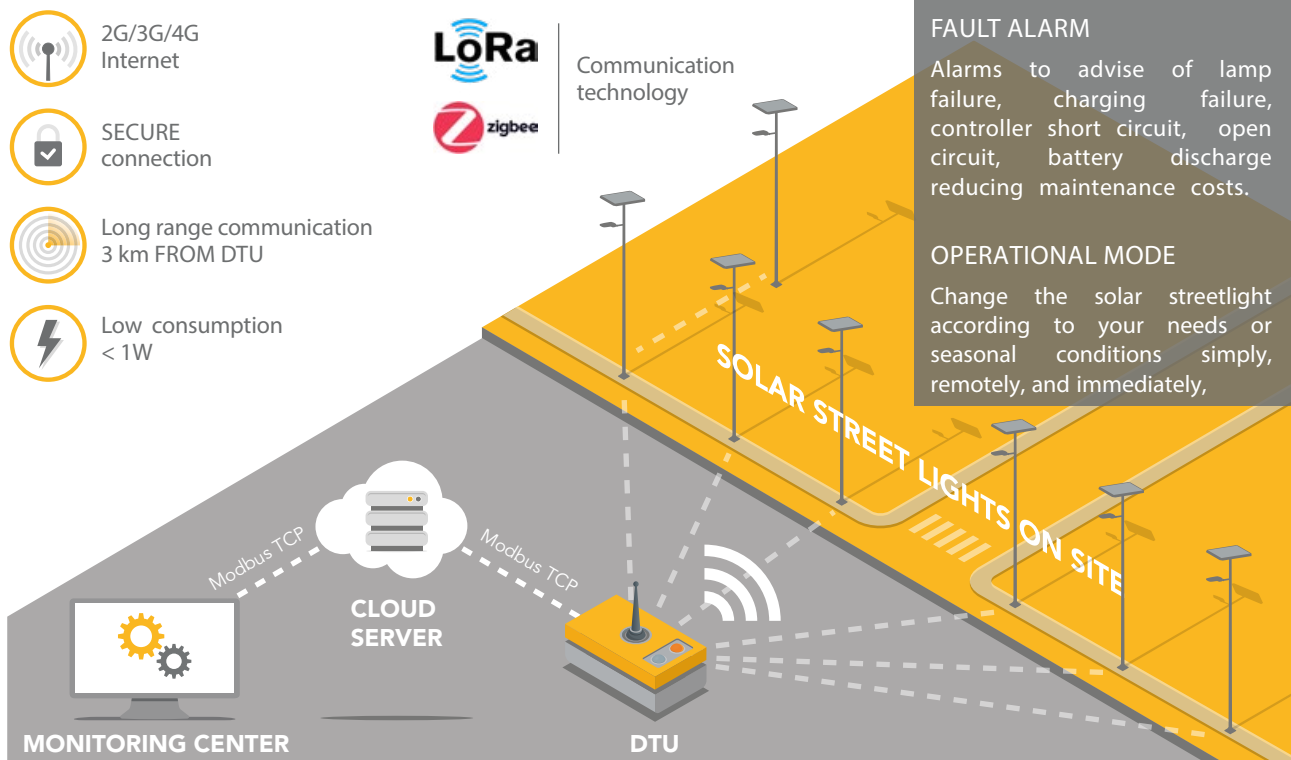 2G/3G/4G
Internet
SECURE
connection
Long range communication
3 km FROM DTU
Low consumption
< 1W
LoRa
zigbee
Communication
technology
FAULT ALARM
Alarms to advise of lamp
failure, charging failure,
controller short circuit, open
circuit, battery discharge
reducing maintenance costs.
OPERATIONAL MODE
Change the solar streetlight
according to your needs or
seasonal conditions simply,
remotely, and immediately,
SOLAR STREET LIGHTS ON SITE
Modbus TCP
Modbus TCP
CLOUD
SERVER
MONITORING CENTER
DTU